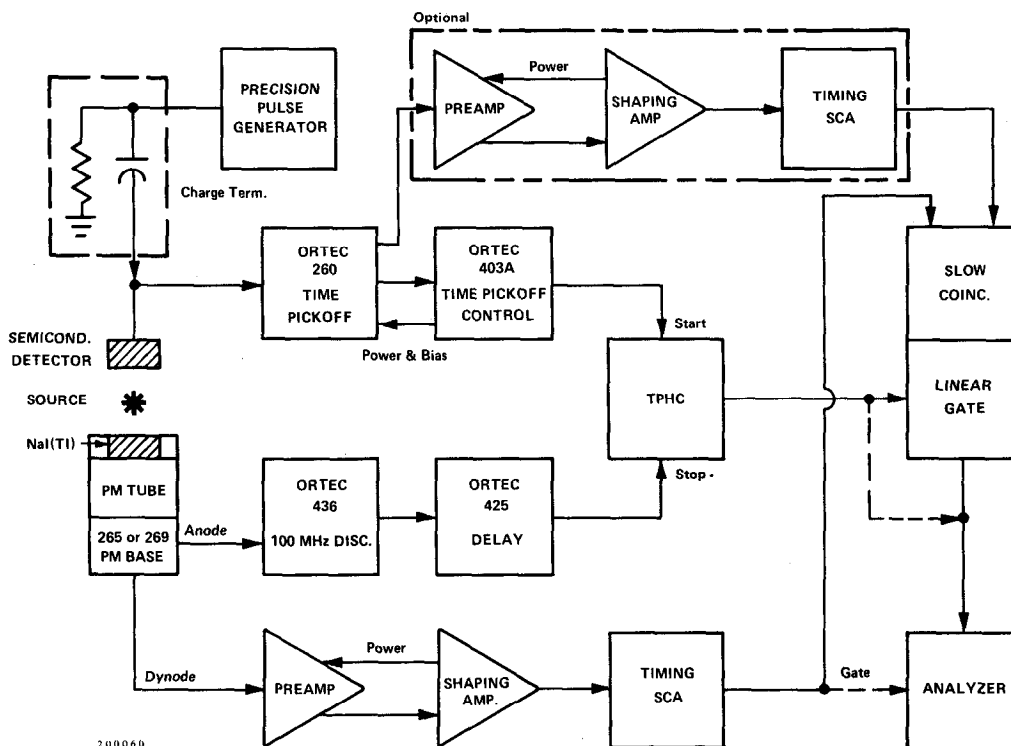 Optional
PRECISION
PULSE
GENERATOR
Power
PREAMP
SHAPING
AMP
TIMING
SCA
Charge Term.
ORTEC
260
TIME
PICKOFF
ORTEC
403A
TIME PICKOFF
CONTROL
Power & Bias
Start
SLOW
COINC.
SEMICOND.
DETECTOR
SOURCE
TPHC
LINEAR
GATE
NaI(Tl)
Stop
PM TUBE
265 or 269
PM BASE
Anode
ORTEC
436
100 MHz DISC.
ORTEC
425
DELAY
Dynode
PREAMP
Power
SHAPING
AMP.
TIMING
SCA
Gate
ANALYZER
200060